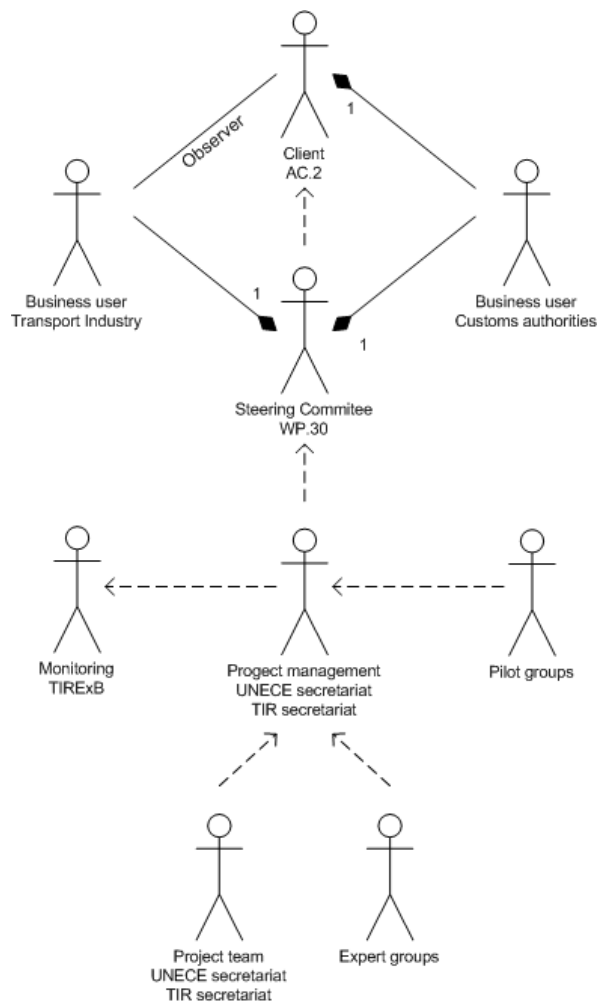 Observer
1
Client
AC.2
Business user
Transport Industry
Business user
Customs authorities
1
1
Steering Commitee
WP.30
Monitoring
TIRExB
Progect management
UNECE secretariat
TIR secretariat
Pilot groups
Project team
UNECE secretariat
TIR secretariat
Expert groups